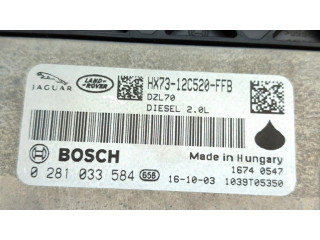 JAGUAR
LAND ROVER
HX73-12C520-FFB
DZL70
DIESEL 2.0L
BOSCH
Made in Hungary
1674 0547
0 281 033 584 658
16-10-03 1039T05350